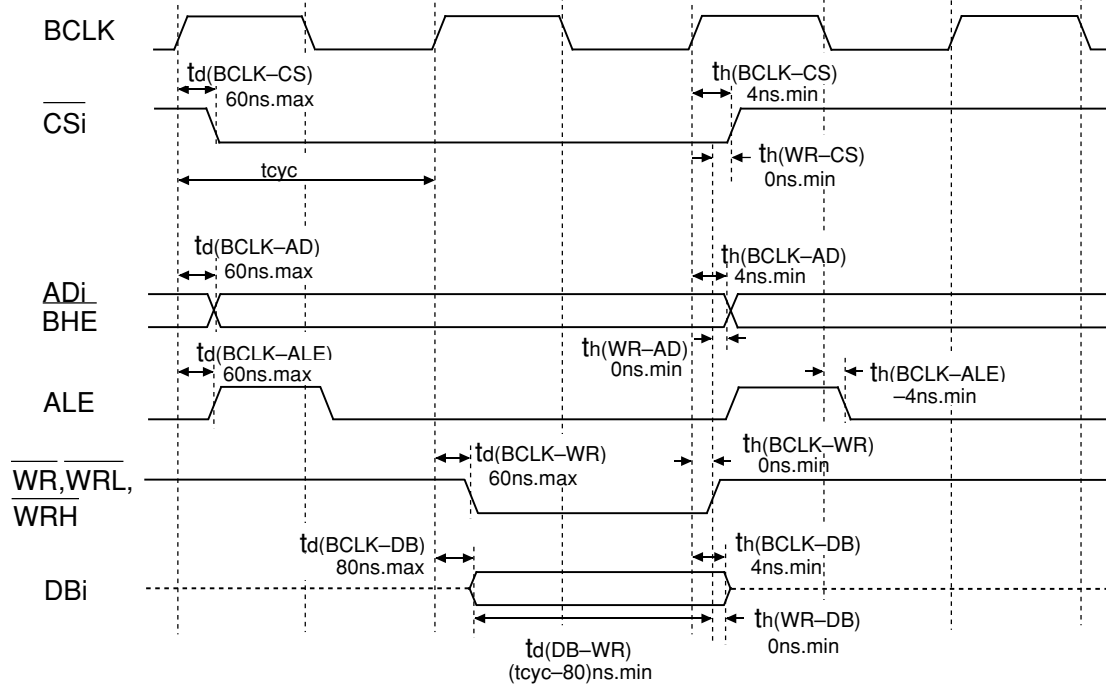 BCLK
td(BCLK–CS)
60ns.max
th(BCLK–CS)
4ns.min
CSi
th(WR–CS)
0ns.min
tcyc
td(BCLK–AD)
60ns.max
th(BCLK–AD)
4ns.min
ADi
BHE
th(WR–AD)
0ns.min
td(BCLK–ALE)
60ns.max
th(BCLK–ALE)
–4ns.min
ALE
td(BCLK–WR)
60ns.max
th(BCLK–WR)
0ns.min
WR,WRL,
WRH
td(BCLK–DB)
80ns.max
th(BCLK–DB)
4ns.min
DBi
th(WR–DB)
0ns.min
td(DB–WR)
(tcyc–80)ns.min